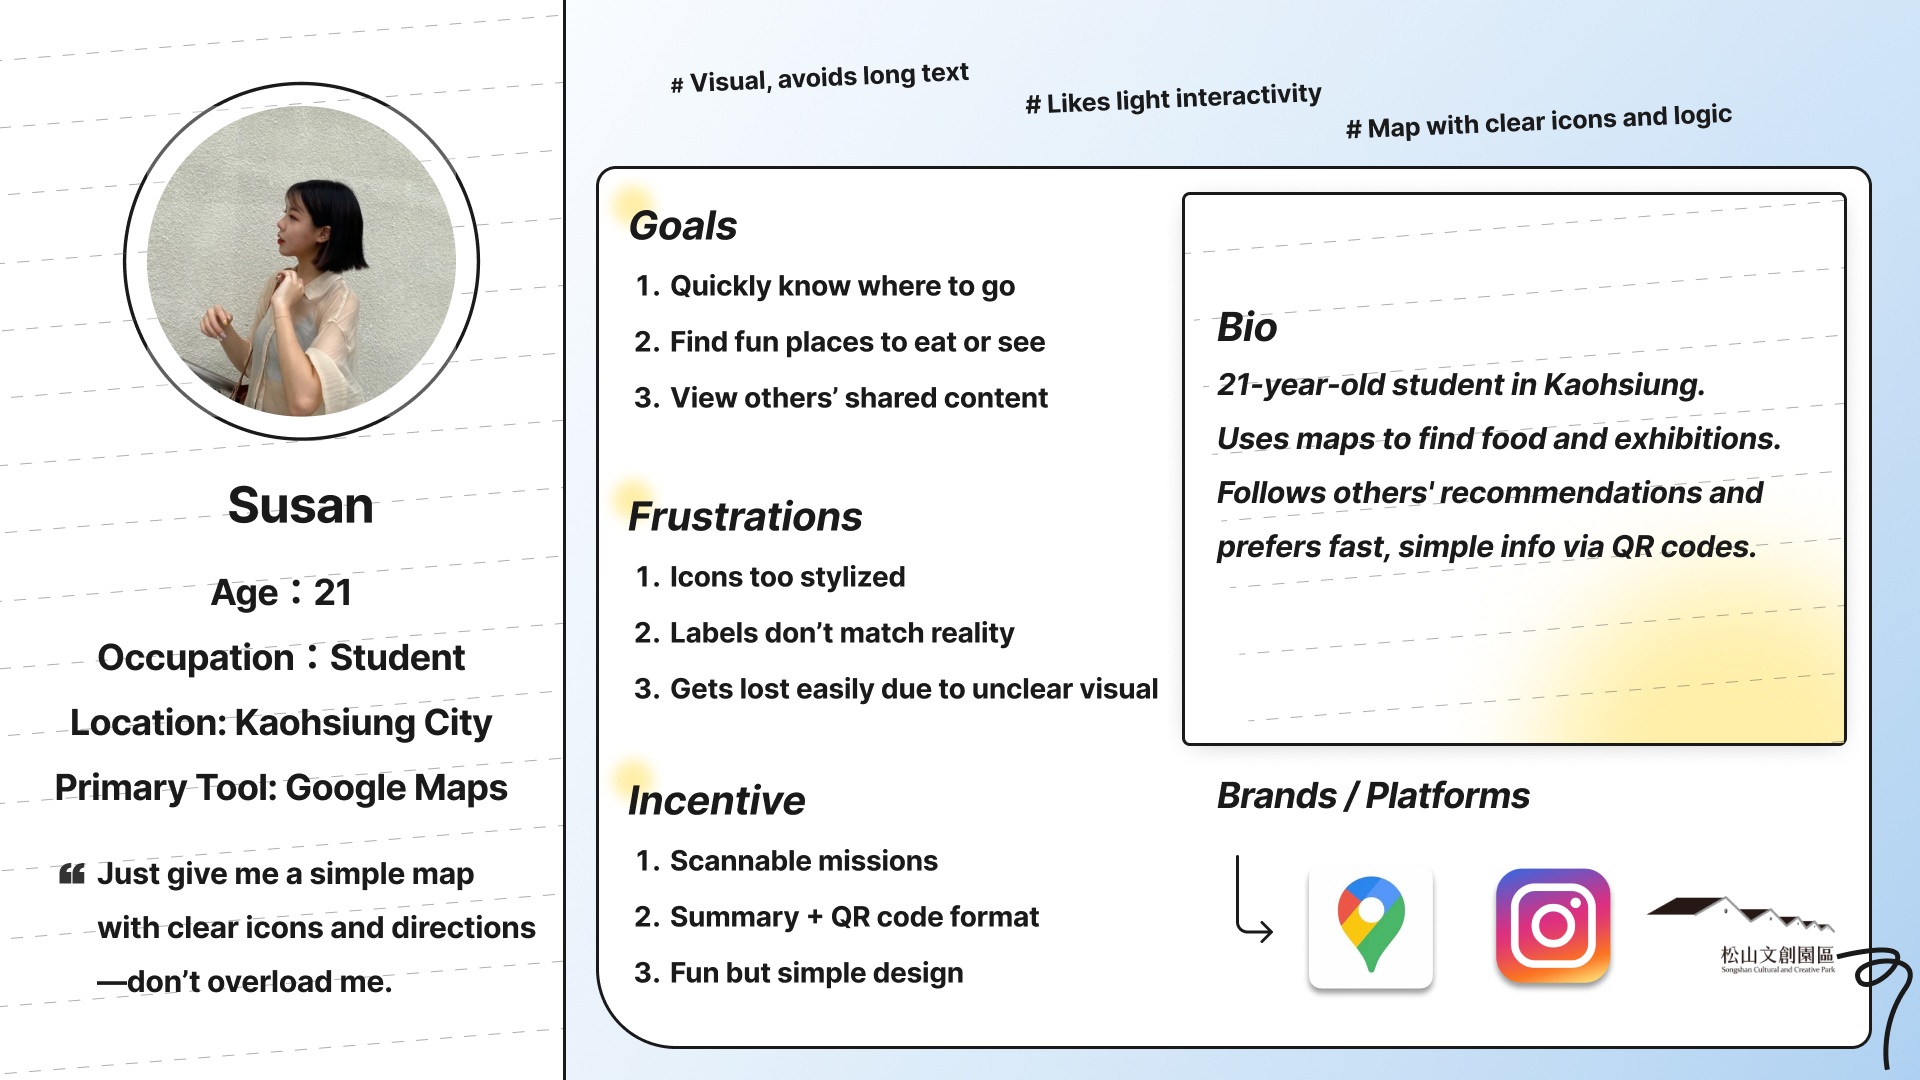 Susan
Age：21
Occupation：Student
Location: Kaohsiung City
Primary Tool: Google Maps
❝ Just give me a simple map
with clear icons and directions
—don’t overload me.
# Visual, avoids long text
# Likes light interactivity
# Map with clear icons and logic
Goals
1. Quickly know where to go
2. Find fun places to eat or see
3. View others’ shared content
Frustrations
1. Icons too stylized
2. Labels don’t match reality
3. Gets lost easily due to unclear visual
Incentive
1. Scannable missions
2. Summary + QR code format
3. Fun but simple design
Bio
21-year-old student in Kaohsiung.
Uses maps to find food and exhibitions.
Follows others' recommendations and
prefers fast, simple info via QR codes.
Brands / Platforms
松山文創園區
Songshan Cultural and Creative Park